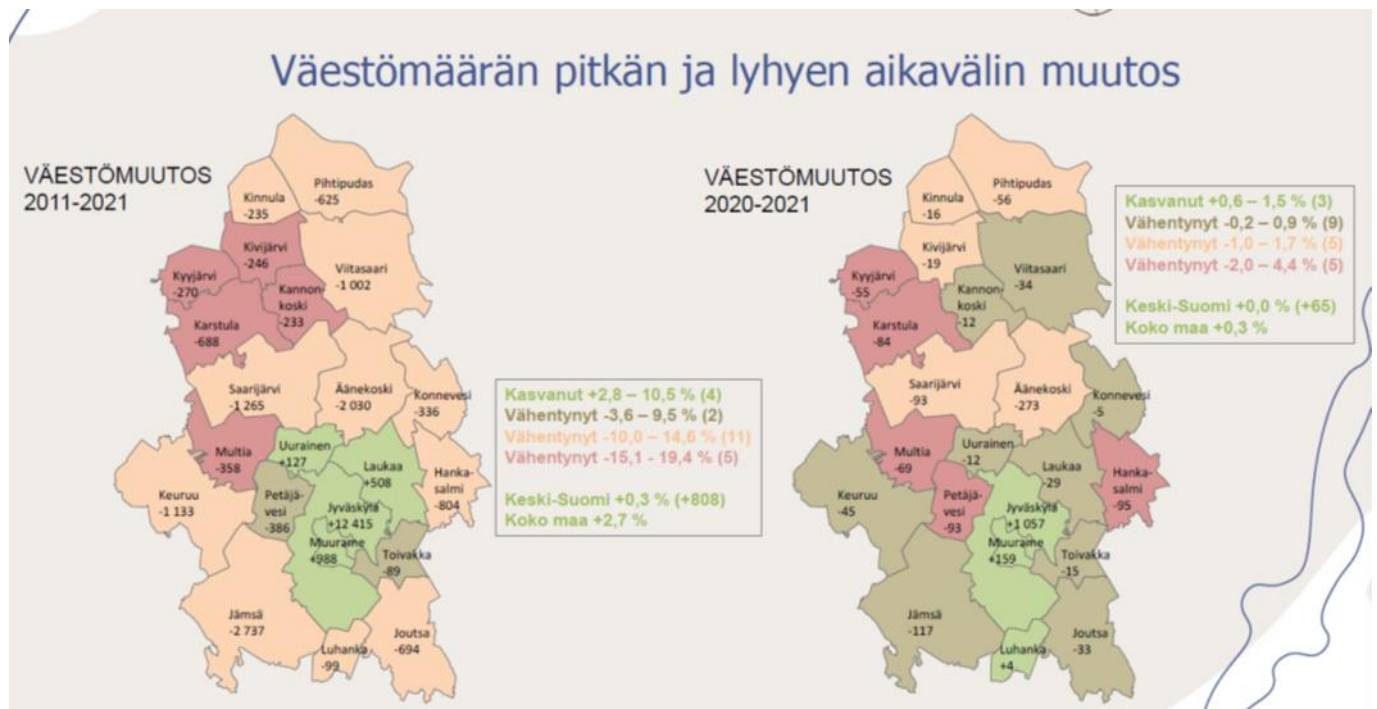 Väestömäärän pitkän ja lyhyen aikavälin muutos
VÄESTÖMUUTOS
2011-2021
Kinnula
-235
Pihtipudas
-625
Kivijärvi
-246
Kyyjärvi
-270
Kannon-
koski
-233
Viitasaari
-1 002
Karstula
-688
Saarijärvi
-1 265
Äänekoski
-2 030
Konnevesi
-336
Multia
-358
Uurainen
+127
Laukaa
+508
Hanka-
salmi
-804
Keuruu
-1 133
Petäjä-
vesi
-386
Jyväskylä
+12 415
Muurame
+988
Toivakka
-89
Jämsä
-2 737
Luhanka
-99
Joutsa
-694
Kasvanut +2,8 – 10,5 % (4)
Vähentynyt -3,6 – 9,5 % (2)
Vähentynyt -10,0 – 14,6 % (11)
Vähentynyt -15,1 - 19,4 % (5)
Keski-Suomi +0,3 % (+808)
Koko maa +2,7 %
VÄESTÖMUUTOS
2020-2021
Kinnula
-16
Pihtipudas
-56
Kivijärvi
-19
Kyyjärvi
-55
Kannon-
koski
-12
Viitasaari
-34
Karstula
-84
Saarijärvi
-93
Äänekoski
-273
Konnevesi
-5
Multia
-69
Uurainen
-12
Laukaa
-29
Hanka-
salmi
-95
Keuruu
-45
Petäjä-
vesi
-93
Jyväskylä
+1 057
Muurame
+159
Toivakka
-15
Jämsä
-117
Luhanka
+4
Joutsa
-33
Kasvanut +0,6 – 1,5 % (3)
Vähentynyt -0,2 – 0,9 % (9)
Vähentynyt -1,0 – 1,7 % (5)
Vähentynyt -2,0 – 4,4 % (5)
Keski-Suomi +0,0 % (+65)
Koko maa +0,3 %